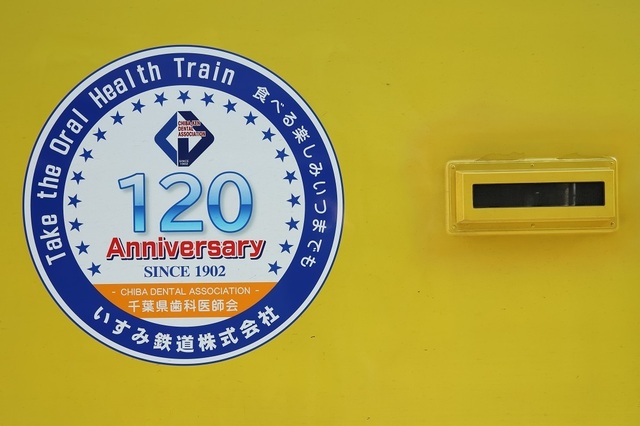 Take the Oral Health Train
食べる楽しみいつまでも
CHIBA KEN
DENTAL
ASSOCIATION
SINCE
120
Anniversary
SINCE 1902
- CHIBA DENTAL ASSOCIATION -
千葉県歯科医師会
いすみ鉄道株式会社